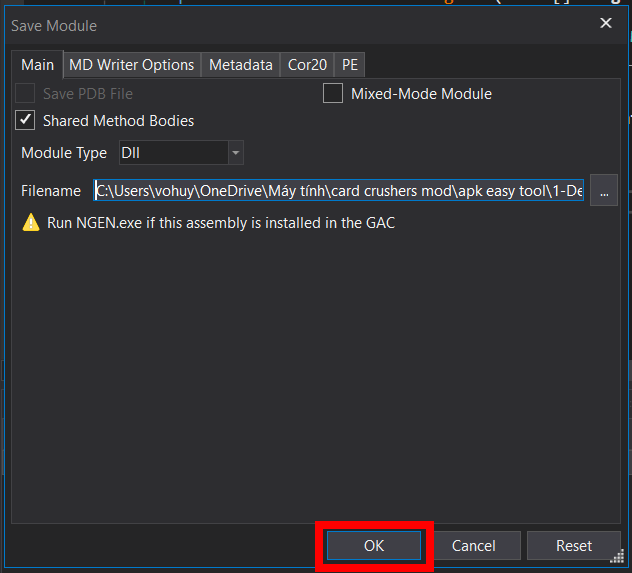 Save Module
Main MD Writer Options Metadata Cor20 PE
Save PDB File Mixed-Mode Module
Shared Method Bodies
Module Type Dll
Filename C:\Users\vohuy\OneDrive\Máy tính\card crushers mod\apk easy tool\1-De ...
Run NGEN.exe if this assembly is installed in the GAC
OK Cancel Reset